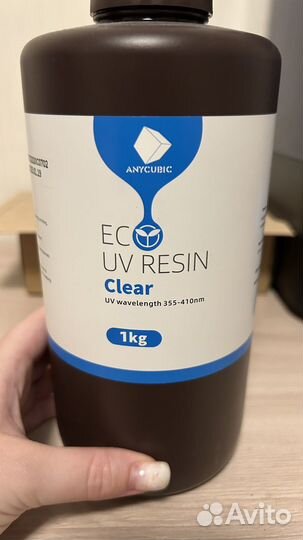 ANYCUBIC
ECO
UV RESIN
Clear
UV wavelength 355-410nm
1kg
Avito